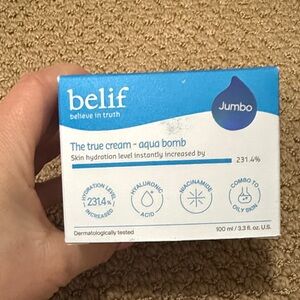 belif
believe in truth
Jumbo
The true cream - aqua bomb
Skin hydration level instantly increased by
231.4%
HYDRATION LEVEL
231.4%
INCREASED
HYALURONIC
ACID
NIACINAMIDE
COMBO TO
OILY SKIN
Dermatologically tested
100 ml / 3.3 fl. oz. U.S.